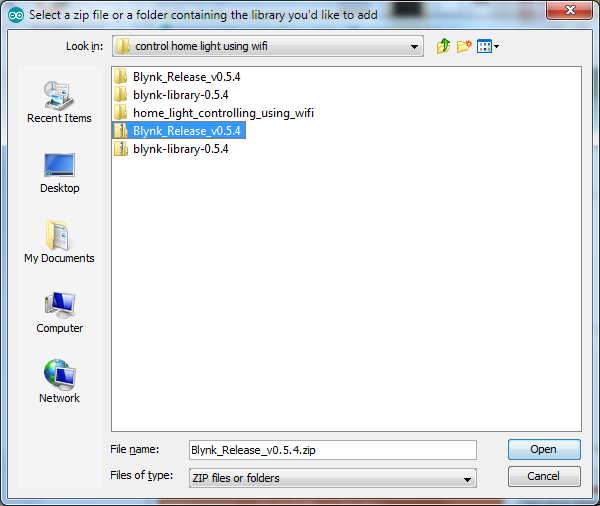 Select a zip file or a folder containing the library you'd like to add
Look in: control home light using wifi
Blynk_Release_v0.5.4
blynk-library-0.5.4
home_light_controlling_using_wifi
Blynk_Release_v0.5.4
blynk-library-0.5.4
Recent Items
Desktop
My Documents
Computer
Network
File name: Blynk_Release_v0.5.4.zip
Open
Files of type: ZIP files or folders
Cancel